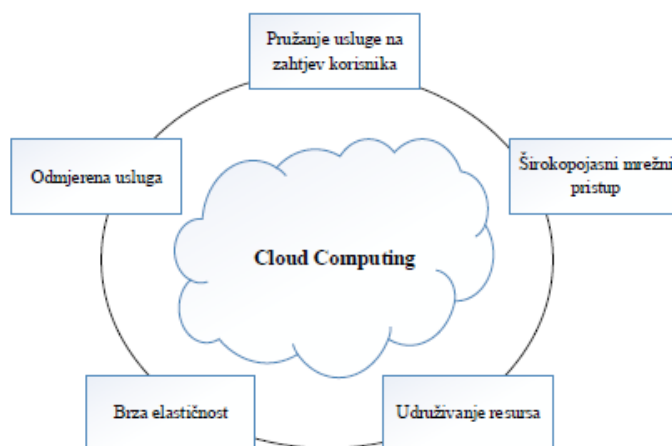 Pružanje usluge na
zahtjev korisnika
Odmjerena usluga
Širokopojasni mrežni
pristup
Cloud Computing
Brza elastičnost
Udruživanje resursa